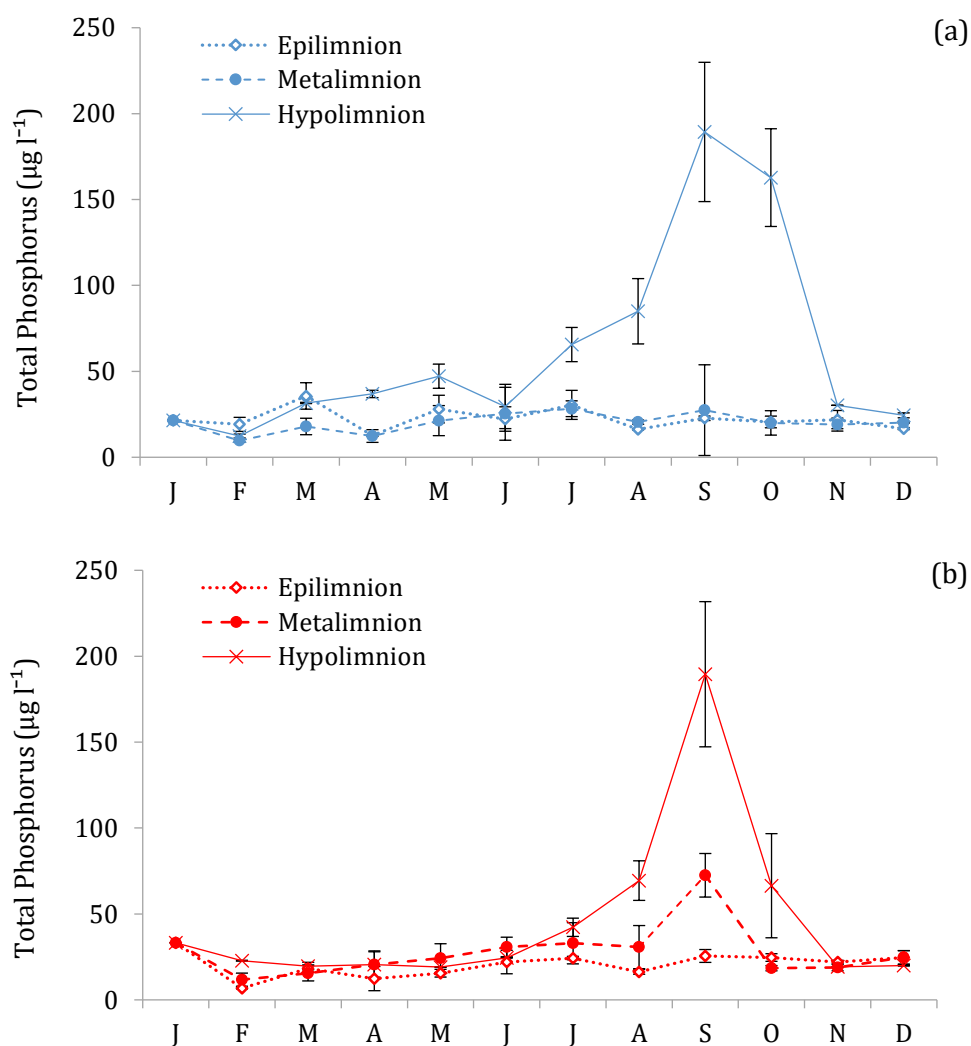 (a)
Epilimnion
Metalimnion
Hypolimnion
Total Phosphorus (µg l⁻¹)
250
200
150
100
50
0
J F M A M J J A S O N D
(b)
Epilimnion
Metalimnion
Hypolimnion
Total Phosphorus (µg l⁻¹)
250
200
150
100
50
0
J F M A M J J A S O N D